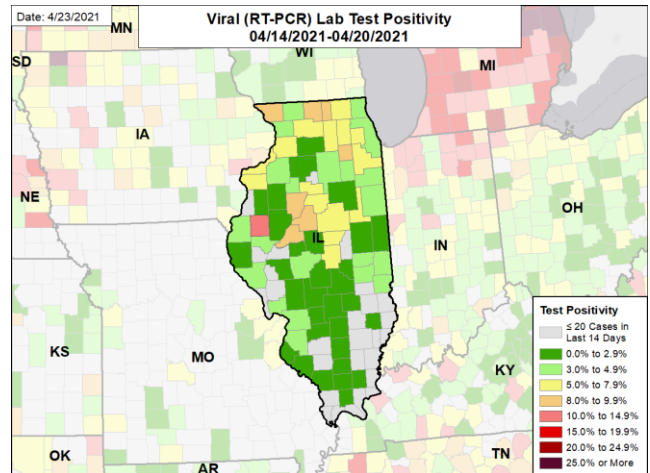 Date: 4/23/2021
Viral (RT-PCR) Lab Test Positivity
04/14/2021-04/20/2021
MN
WI
SD
MI
IA
NE
OH
IL
IN
KS
MO
KY
OK
AR
TN
Test Positivity
≤ 20 Cases in
Last 14 Days
0.0% to 2.9%
3.0% to 4.9%
5.0% to 7.9%
8.0% to 9.9%
10.0% to 14.9%
15.0% to 19.9%
20.0% to 24.9%
25.0% or More